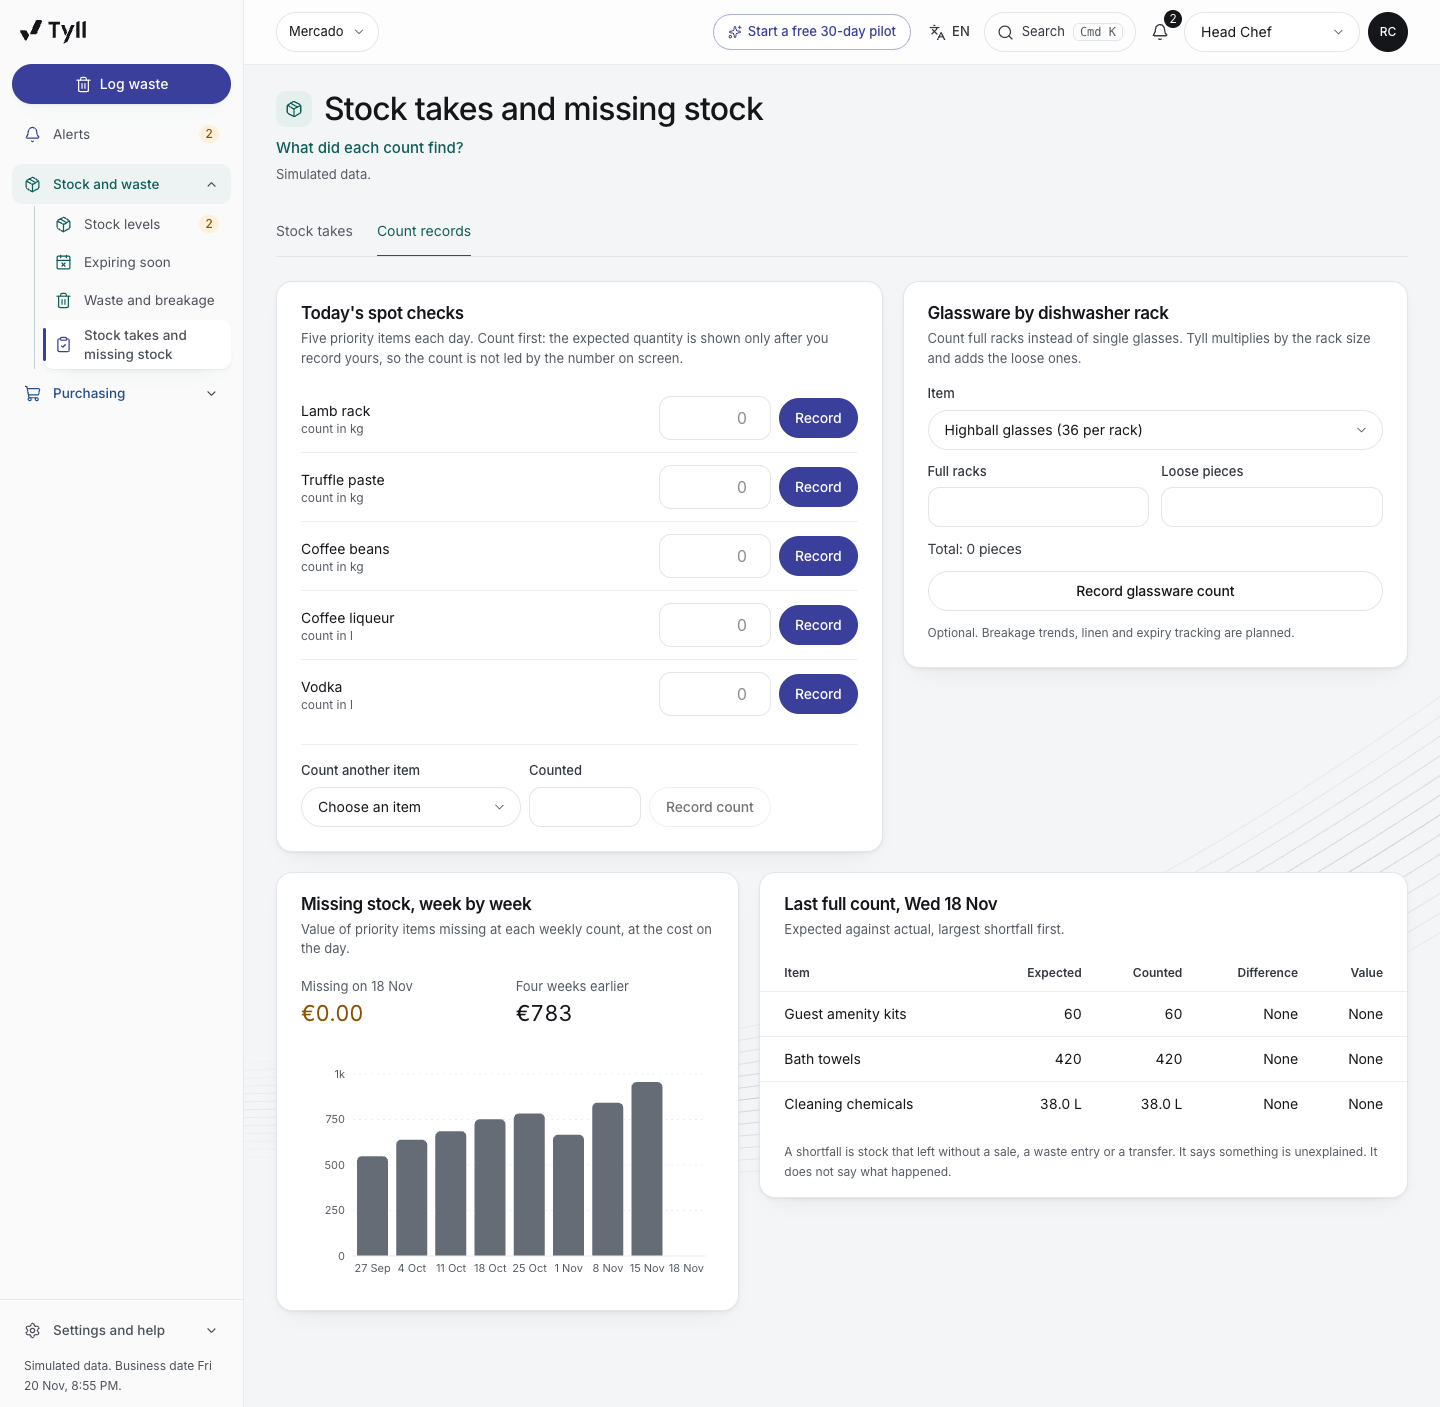 Tyll
Mercado
Start a free 30-day pilot
EN
Search
Cmd K
2
Head Chef
RC
Log waste
Alerts
2
Stock and waste
Stock levels
2
Expiring soon
Waste and breakage
Stock takes and
missing stock
Purchasing
Settings and help
Simulated data. Business date Fri
20 Nov, 8:55 PM.
Stock takes and missing stock
What did each count find?
Simulated data.
Stock takes
Count records
Today's spot checks
Five priority items each day. Count first: the expected quantity is shown only after you
record yours, so the count is not led by the number on screen.
Lamb rack
count in kg
0
Record
Truffle paste
count in kg
0
Record
Coffee beans
count in kg
0
Record
Coffee liqueur
count in l
0
Record
Vodka
count in l
0
Record
Count another item
Counted
Choose an item
Record count
Glassware by dishwasher rack
Count full racks instead of single glasses. Tyll multiplies by the rack size
and adds the loose ones.
Item
Highball glasses (36 per rack)
Full racks
Loose pieces
Total: 0 pieces
Record glassware count
Optional. Breakage trends, linen and expiry tracking are planned.
Missing stock, week by week
Value of priority items missing at each weekly count, at the cost on
the day.
Missing on 18 Nov
Four weeks earlier
€0.00
€783
1k
750
500
250
0
27 Sep 4 Oct 11 Oct 18 Oct 25 Oct 1 Nov 8 Nov 15 Nov 18 Nov
Last full count, Wed 18 Nov
Expected against actual, largest shortfall first.
Item Expected Counted Difference Value
Guest amenity kits 60 60 None None
Bath towels 420 420 None None
Cleaning chemicals 38.0 L 38.0 L None None
A shortfall is stock that left without a sale, a waste entry or a transfer. It says something is unexplained. It
does not say what happened.